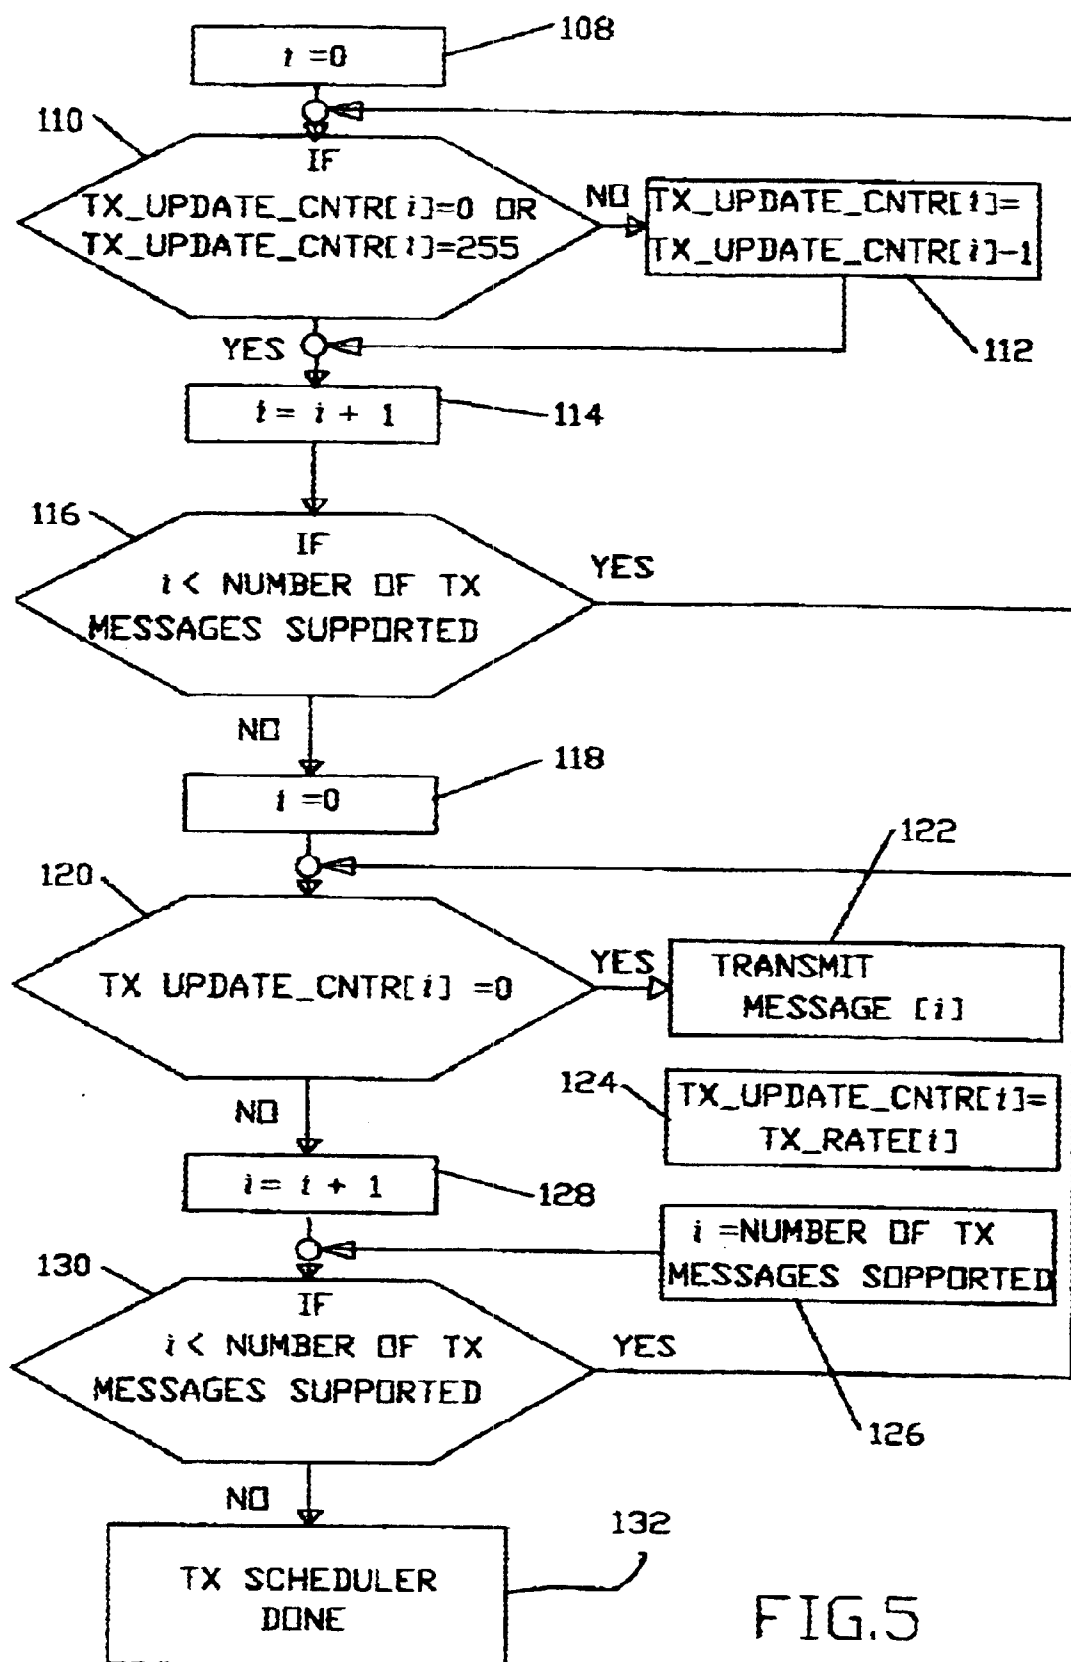 i =0
108
110
IF
TX_UPDATE_CNTR[i]=0 OR
TX_UPDATE_CNTR[i]=255
NO
TX_UPDATE_CNTR[i]=
TX_UPDATE_CNTR[i]-1
112
YES
i= i + 1
114
116
IF
i < NUMBER OF TX
MESSAGES SUPPORTED
YES
NO
i =0
118
120
TX UPDATE_CNTR[i] =0
YES
122
TRANSMIT
MESSAGE [i]
124
TX_UPDATE_CNTR[i]=
TX_RATE[i]
NO
i= i + 1
128
i =NUMBER OF TX
MESSAGES SOPPORTED
126
130
IF
i < NUMBER OF TX
MESSAGES SUPPORTED
YES
NO
TX SCHEDULER
DONE
132
FIG.5